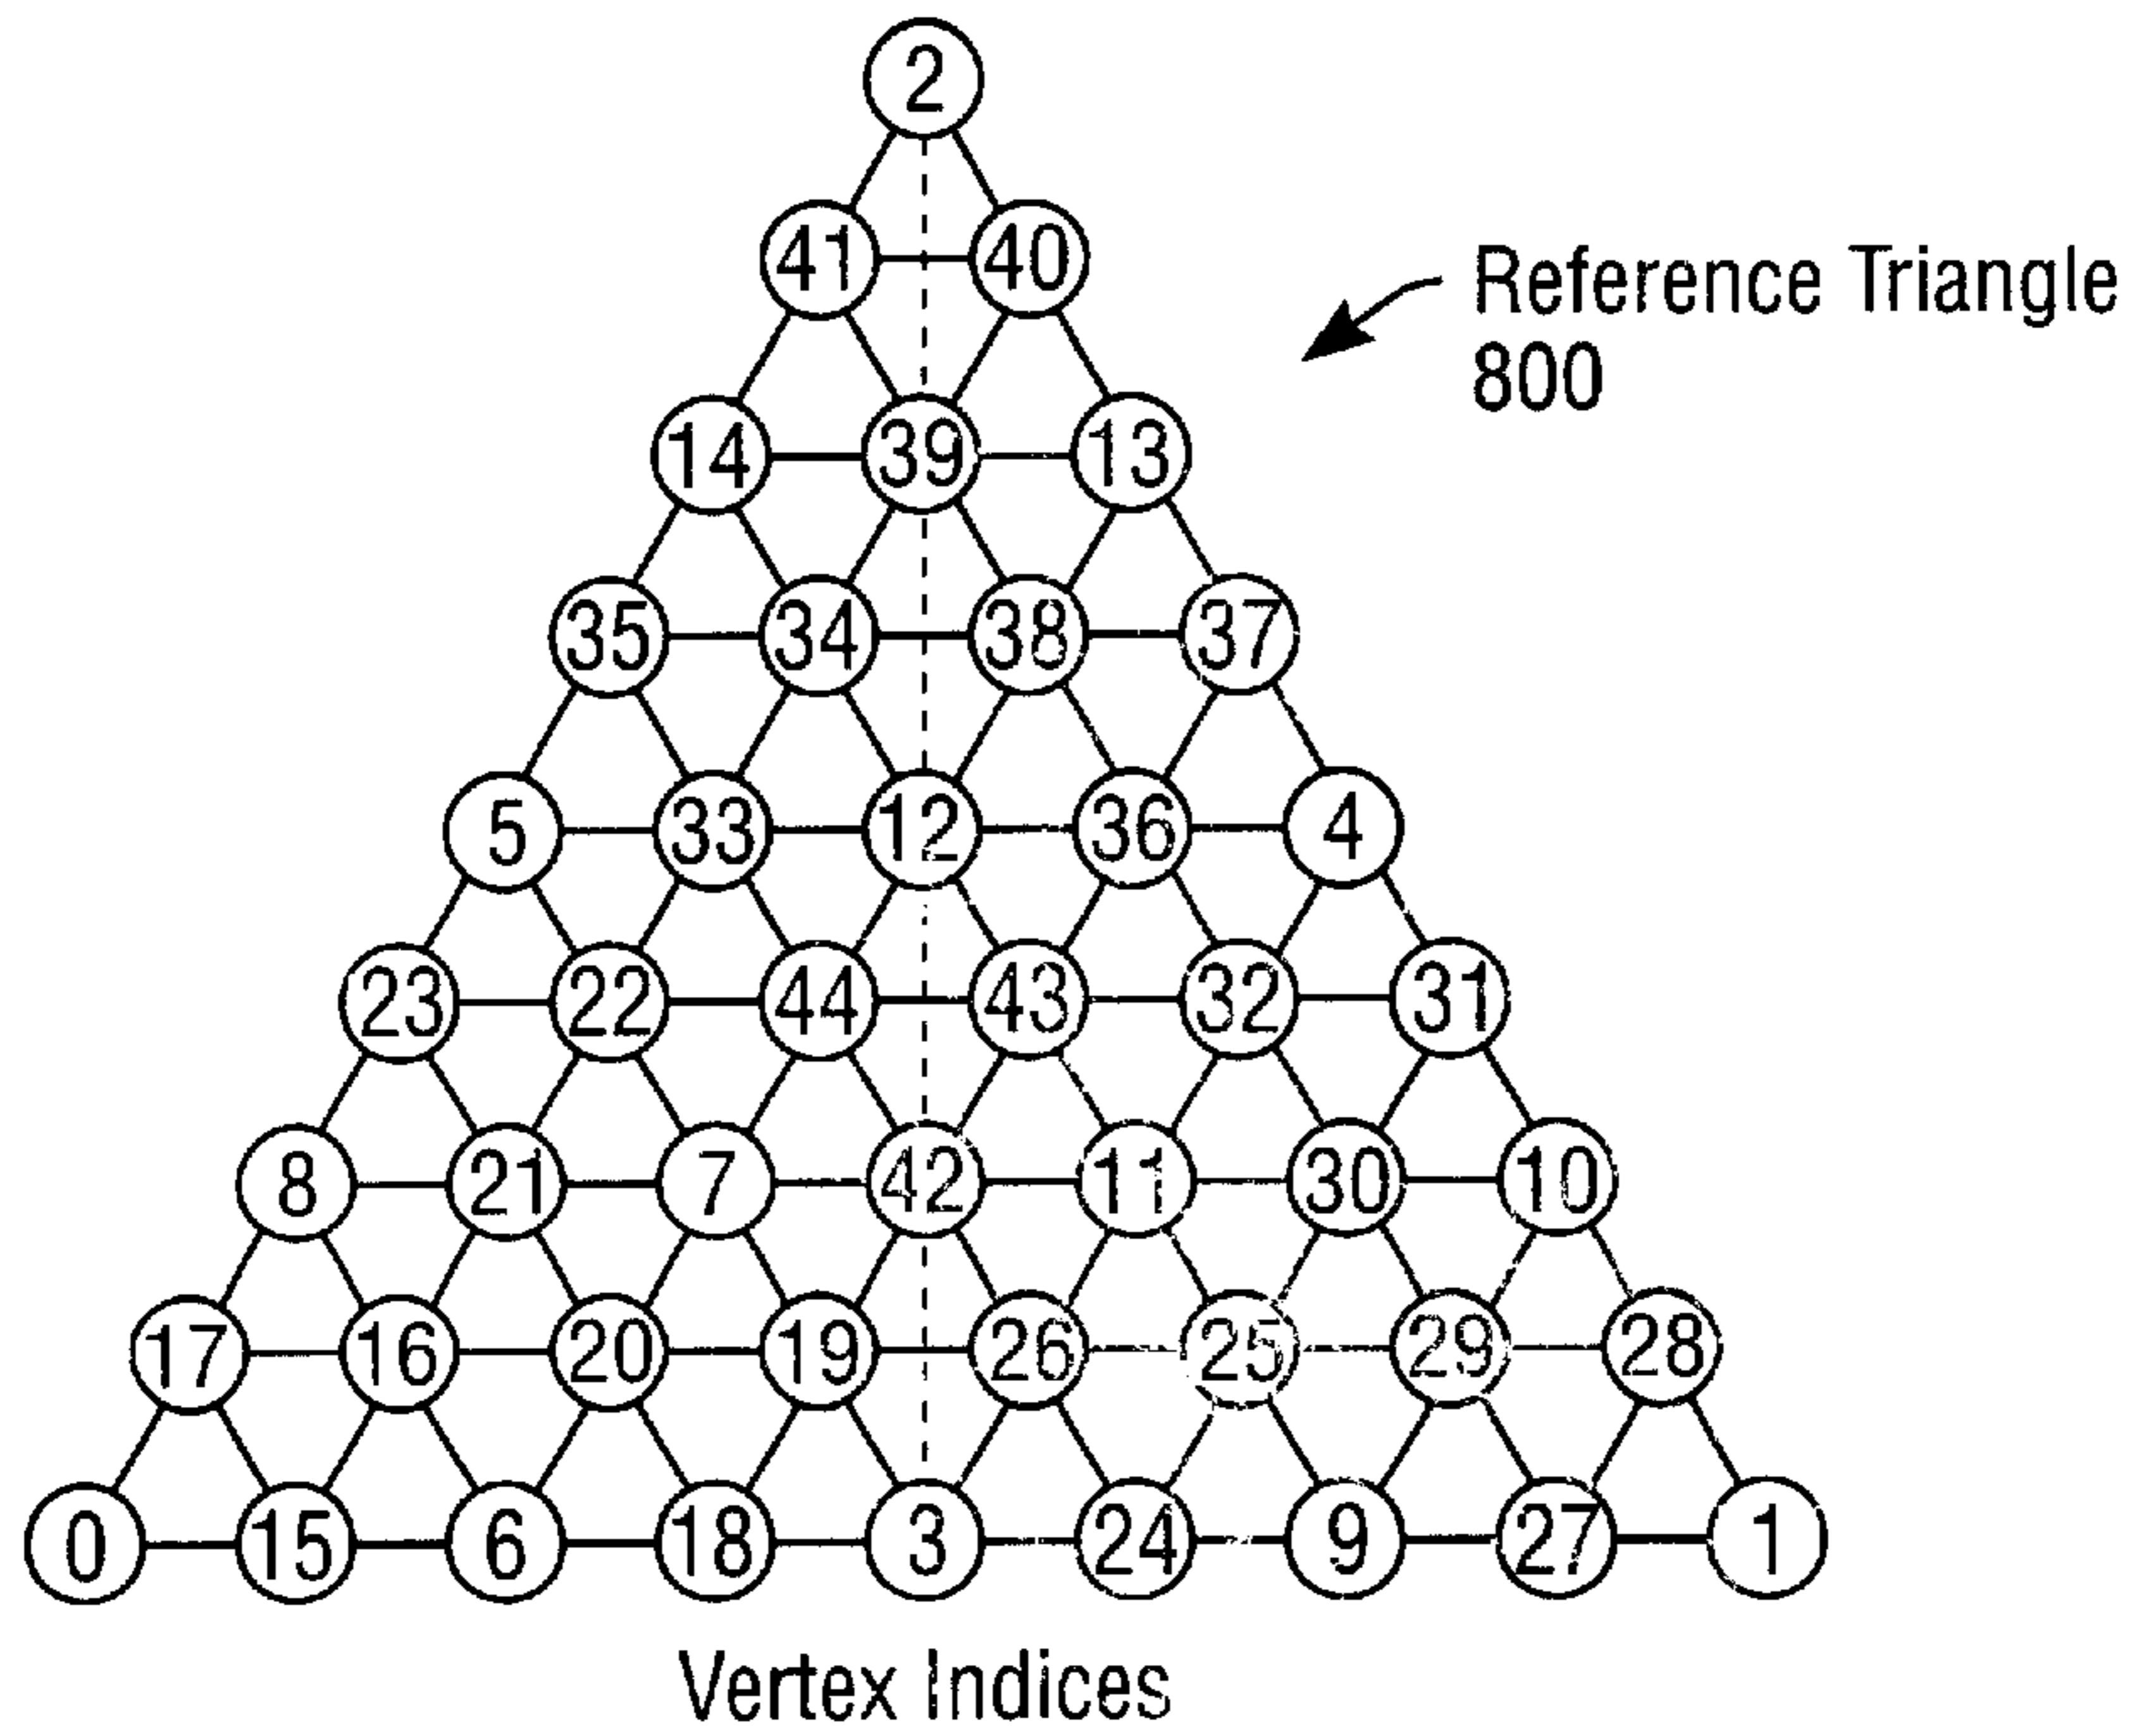 2
41 40
Reference Triangle
800
14 39 13
35 34 38 37
5 33 12 36 4
23 22 44 43 32 31
8 21 7 42 11 30 10
17 16 20 19 26 25 29 28
0 15 6 18 3 24 9 27 1
Vertex Indices